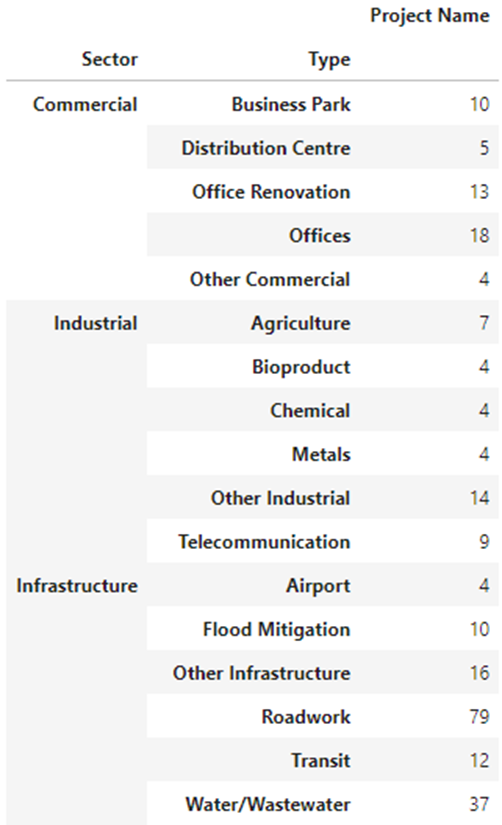 Project Name
Sector Type
Commercial Business Park 10
Distribution Centre 5
Office Renovation 13
Offices 18
Other Commercial 4
Industrial Agriculture 7
Bioproduct 4
Chemical 4
Metals 4
Other Industrial 14
Telecommunication 9
Infrastructure Airport 4
Flood Mitigation 10
Other Infrastructure 16
Roadwork 79
Transit 12
Water/Wastewater 37